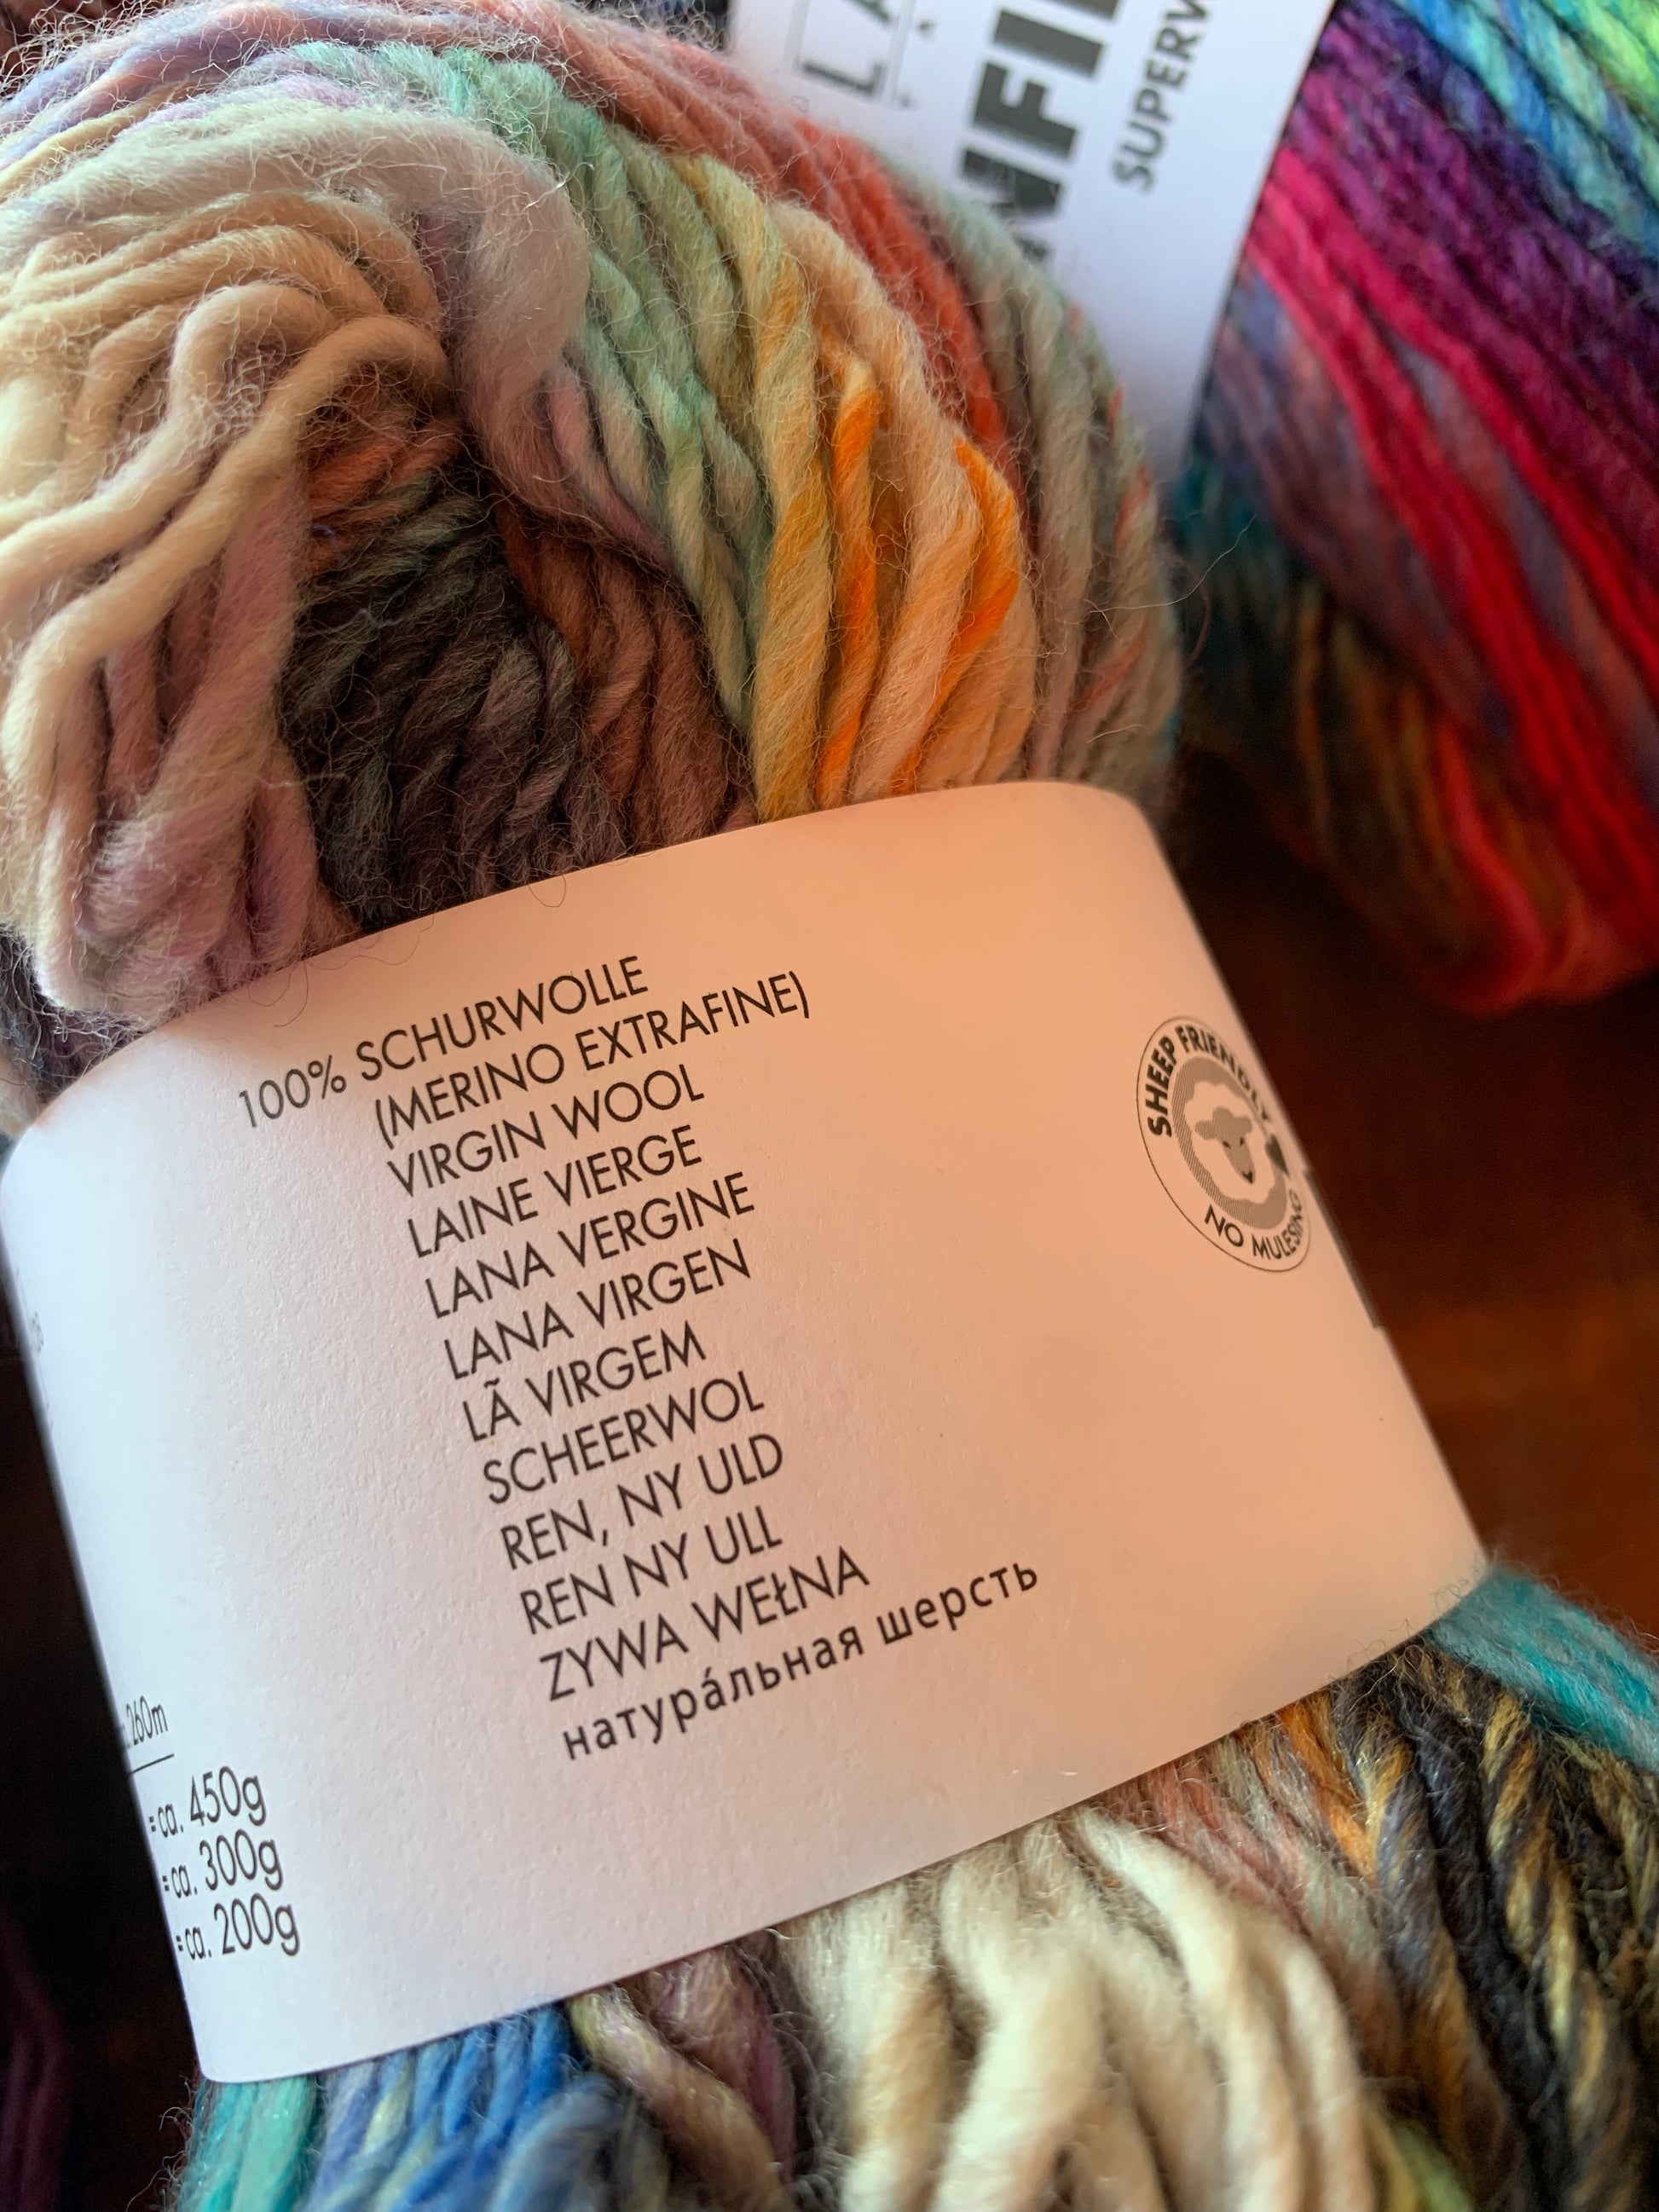 SUPERW
100% SCHURWOLLE
(MERINO EXTRAFINE)
VIRGIN WOOL
LAINE VIERGE
LANA VERGINE
LANA VIRGEN
LÃ VIRGEM
SCHEERWOL
REN, NY ULD
REN NY ULL
ZYWA WEŁNA
натура́льная шерсть
SHEEP FRIENDLY
NO MULESING
260m
=ca. 450g
=ca. 300g
=ca. 200g